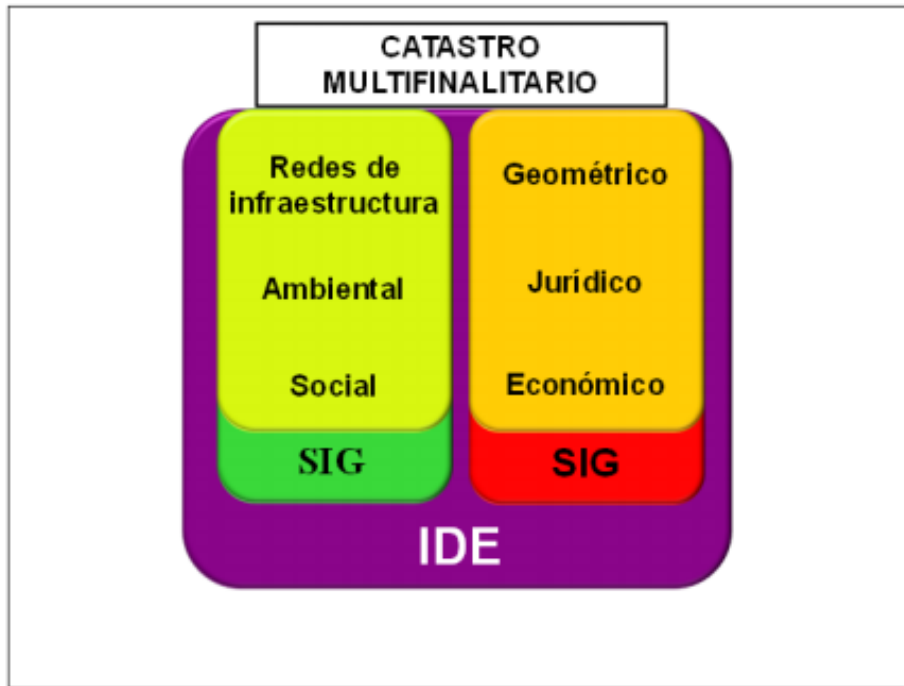 CATASTRO
MULTIFINALITARIO
Redes de
infraestructura
Ambiental
Social
SIG
Geométrico
Jurídico
Económico
SIG
IDE